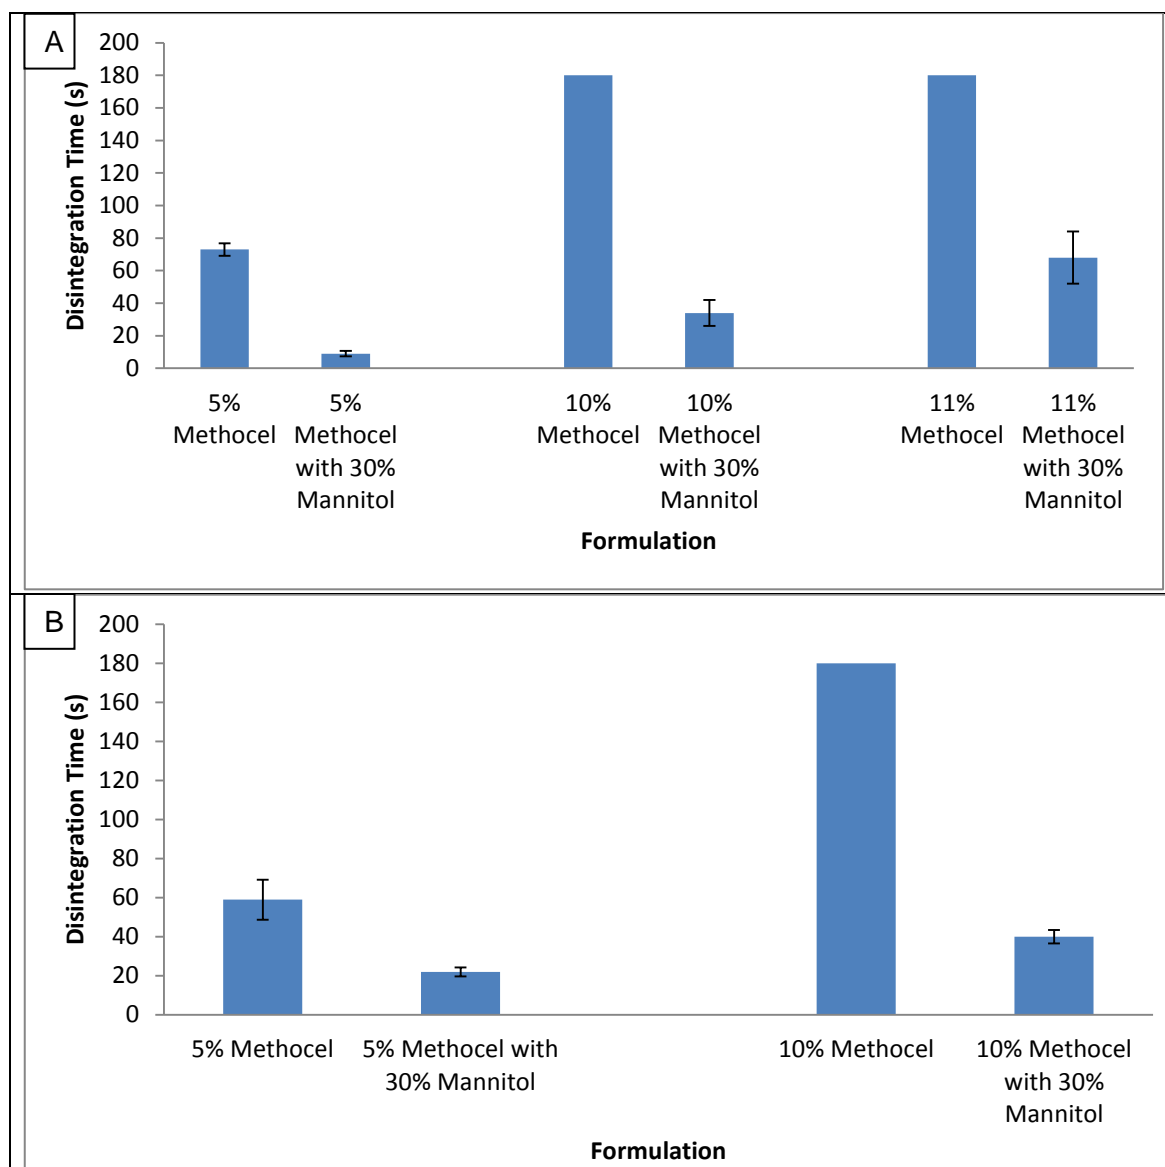 A
200
180
160
140
120
100
80
60
40
20
0
Disintegration Time (s)
5% Methocel
5% Methocel with 30% Mannitol
10% Methocel
10% Methocel with 30% Mannitol
11% Methocel
11% Methocel with 30% Mannitol
Formulation
B
200
180
160
140
120
100
80
60
40
20
0
Disintegration Time (s)
5% Methocel
5% Methocel with
30% Mannitol
10% Methocel
10% Methocel
with 30%
Mannitol
Formulation